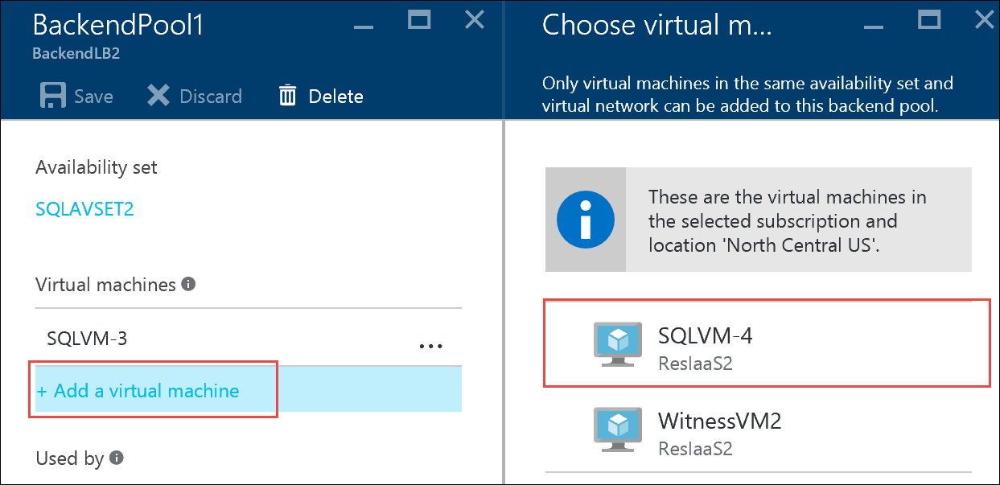 BackendPool1
BackendLB2
Save Discard Delete
Availability set
SQLAVSET2
Virtual machines
SQLVM-3
...
+ Add a virtual machine
Used by
Choose virtual m...
Only virtual machines in the same availability set and
virtual network can be added to this backend pool.
These are the virtual machines in
the selected subscription and
location 'North Central US'.
SQLVM-4
ResIaaS2
WitnessVM2
ResIaaS2